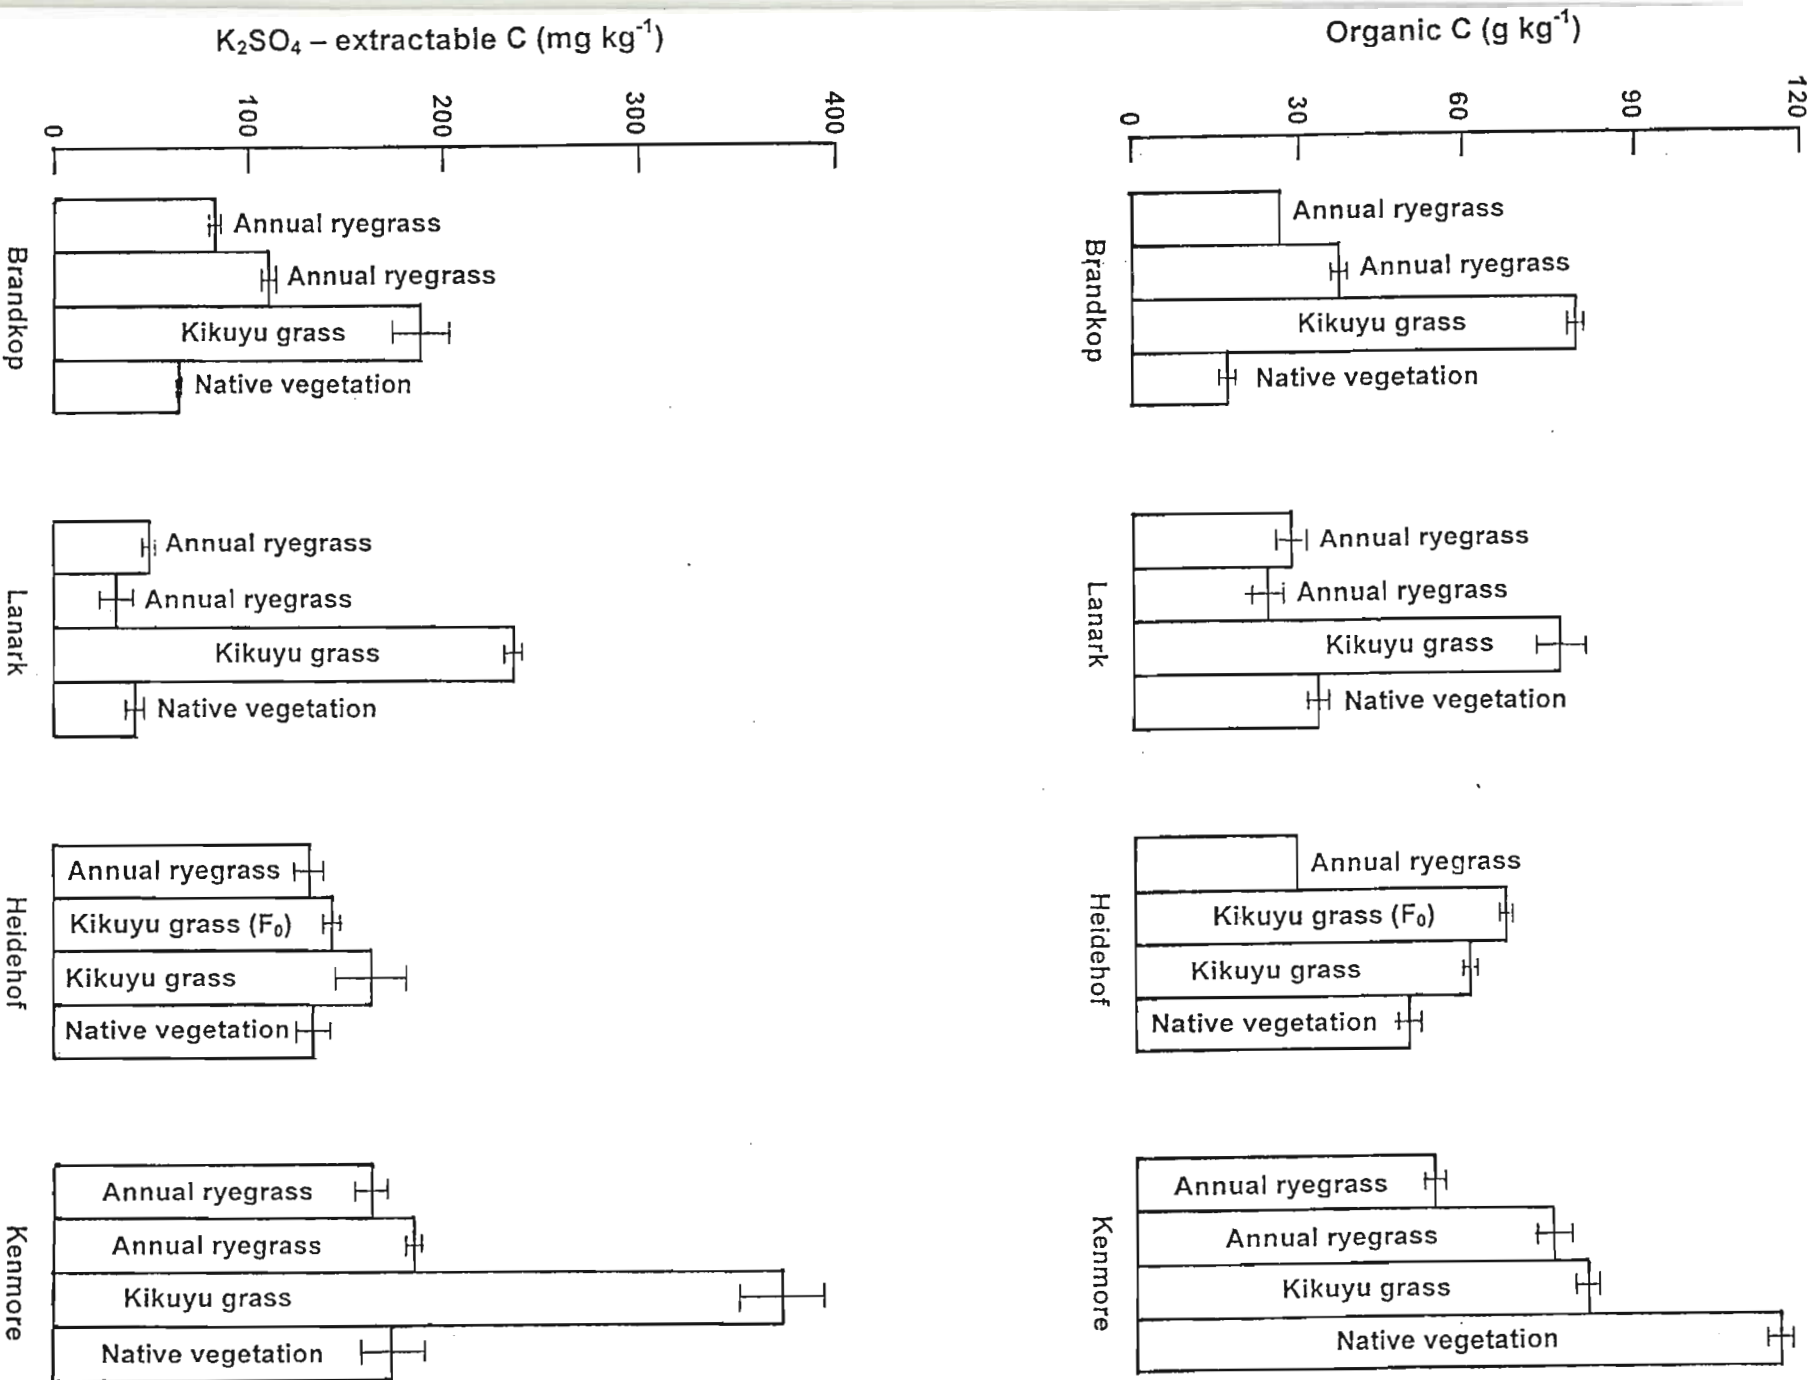 K₂SO₄ – extractable C (mg kg⁻¹)
0
100
200
300
400
Brandkop
Annual ryegrass
Annual ryegrass
Kikuyu grass
Native vegetation
Lanark
Annual ryegrass
Annual ryegrass
Kikuyu grass
Native vegetation
Heidehof
Annual ryegrass
Kikuyu grass (F₀)
Kikuyu grass
Native vegetation
Kenmore
Annual ryegrass
Annual ryegrass
Kikuyu grass
Native vegetation
Organic C (g kg⁻¹)
0
30
60
90
120
Brandkop
Annual ryegrass
Annual ryegrass
Kikuyu grass
Native vegetation
Lanark
Annual ryegrass
Annual ryegrass
Kikuyu grass
Native vegetation
Heidehof
Annual ryegrass
Kikuyu grass (F₀)
Kikuyu grass
Native vegetation
Kenmore
Annual ryegrass
Annual ryegrass
Kikuyu grass
Native vegetation